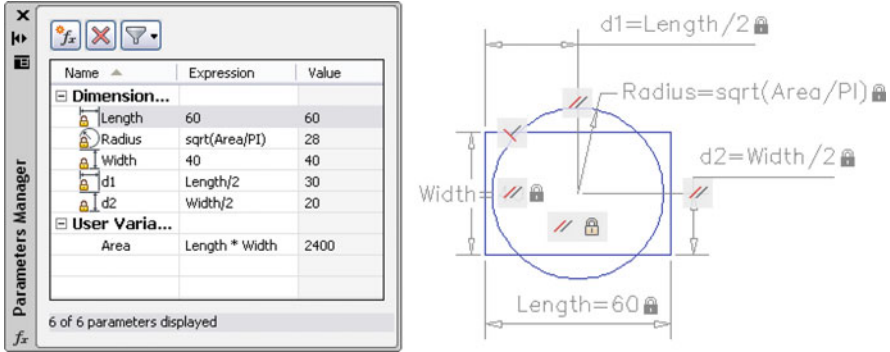 Name Expression Value
Dimension...
Length 60 60
Radius sqrt(Area/PI) 28
Width 40 40
d1 Length/2 30
d2 Width/2 20
User Varia...
Area Length * Width 2400
6 of 6 parameters displayed
Parameters Manager
fx
d1=Length/2
Radius=sqrt(Area/PI)
d2=Width/2
Width=
Length=60